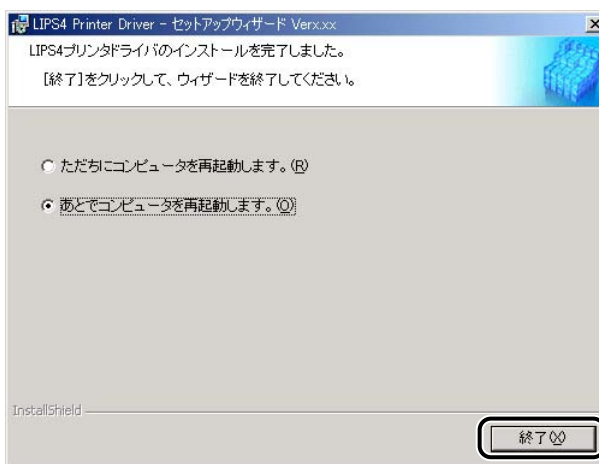 LIPS4 Printer Driver - セットアップウィザード Verx.xx
LIPS4プリンタドライバのインストールを完了しました。
[終了]をクリックして、ウィザードを終了してください。
ただちにコンピュータを再起動します。(R)
あとでコンピュータを再起動します。(O)
InstallShield
終了(X)